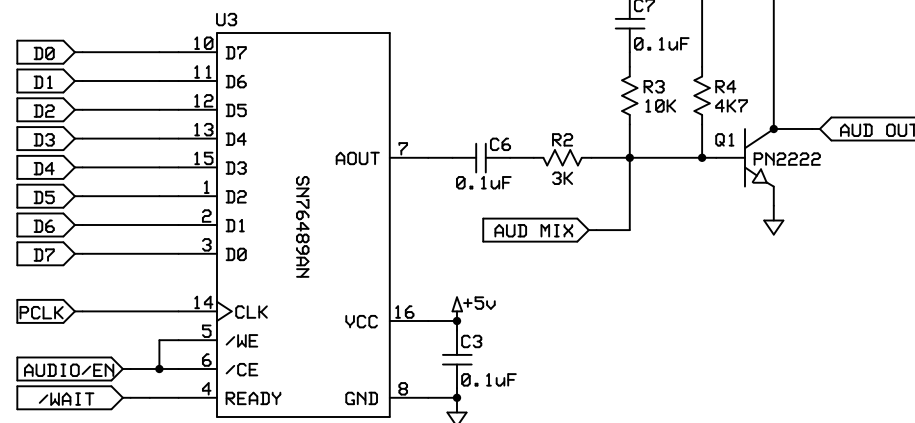 U3
C7
0.1uF
D0 10 D7
D1 11 D6
R3
10K
R4
4K7
D2 12 D5
D3 13 D4
D4 15 D3
AOUT 7
C6
0.1uF
R2
3K
Q1
PN2222
AUD OUT
D5 1 D2
D6 2 D1
D7 3 D0
SN76489AN
AUD MIX
PCLK 14 CLK
VCC 16
+5v
5 /WE
AUDIO/EN 6 /CE
C3
0.1uF
/WAIT 4 READY
GND 8